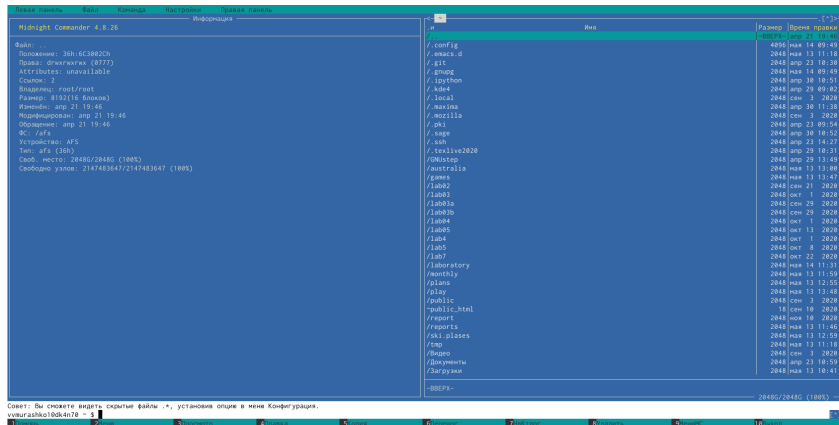 Левая панель Файл Команда Настройки Правая панель
Информация
Midnight Commander 4.8.26
Файл: ..
Положение: 36h:6C3002Ch
Права: drwxrwxrwx (0777)
Attributes: unavailable
Ссылок: 2
Владелец: root/root
Размер: 8192(16 блоков)
Изменён: апр 21 19:46
Модифицирован: апр 21 19:46
Обращение: апр 21 19:46
ФС: /afs
Устройство: AFS
Тип: afs (36h)
Своб. место: 2048G/2048G (100%)
Свободно узлов: 2147483647/2147483647 (100%)
<— ~ .[^]>
.и Имя Размер Время правки
/.. -ВВЕРХ- апр 21 19:46
/.config 4096 мая 14 09:49
/.emacs.d 2048 мая 13 11:18
/.git 2048 апр 23 10:30
/.gnupg 2048 мая 14 09:49
/.ipython 2048 апр 30 10:51
/.kde4 2048 апр 29 09:02
/.local 2048 сен 3 2020
/.maxima 2048 апр 30 11:38
/.mozilla 2048 сен 3 2020
/.pki 2048 апр 23 09:54
/.sage 2048 апр 30 10:52
/.ssh 2048 апр 23 14:27
/.texlive2020 2048 апр 29 10:31
/GNUstep 2048 апр 29 13:49
/australia 2048 мая 13 13:00
/games 2048 мая 13 13:47
/lab02 2048 сен 21 2020
/lab03 2048 окт 1 2020
/lab03a 2048 сен 29 2020
/lab03b 2048 сен 29 2020
/lab04 2048 окт 1 2020
/lab05 2048 окт 13 2020
/lab4 2048 окт 1 2020
/lab5 2048 окт 8 2020
/lab7 2048 окт 22 2020
/laboratory 2048 мая 14 11:31
/monthly 2048 мая 13 11:59
/plans 2048 мая 13 12:55
/play 2048 мая 13 13:48
/public 2048 сен 3 2020
~public_html 18 сен 10 2020
/report 2048 ноя 10 2020
/reports 2048 мая 13 11:46
/ski.plases 2048 мая 13 12:59
/tmp 2048 мая 13 11:18
/Видео 2048 сен 3 2020
/Документы 2048 апр 23 10:59
/Загрузки 2048 мая 13 10:41
-ВВЕРХ-
2048G/2048G (100%)
Совет: Вы сможете видеть скрытые файлы .*, установив опцию в меню Конфигурация.
vvmurashko1@dk4n70 ~ $ [^]